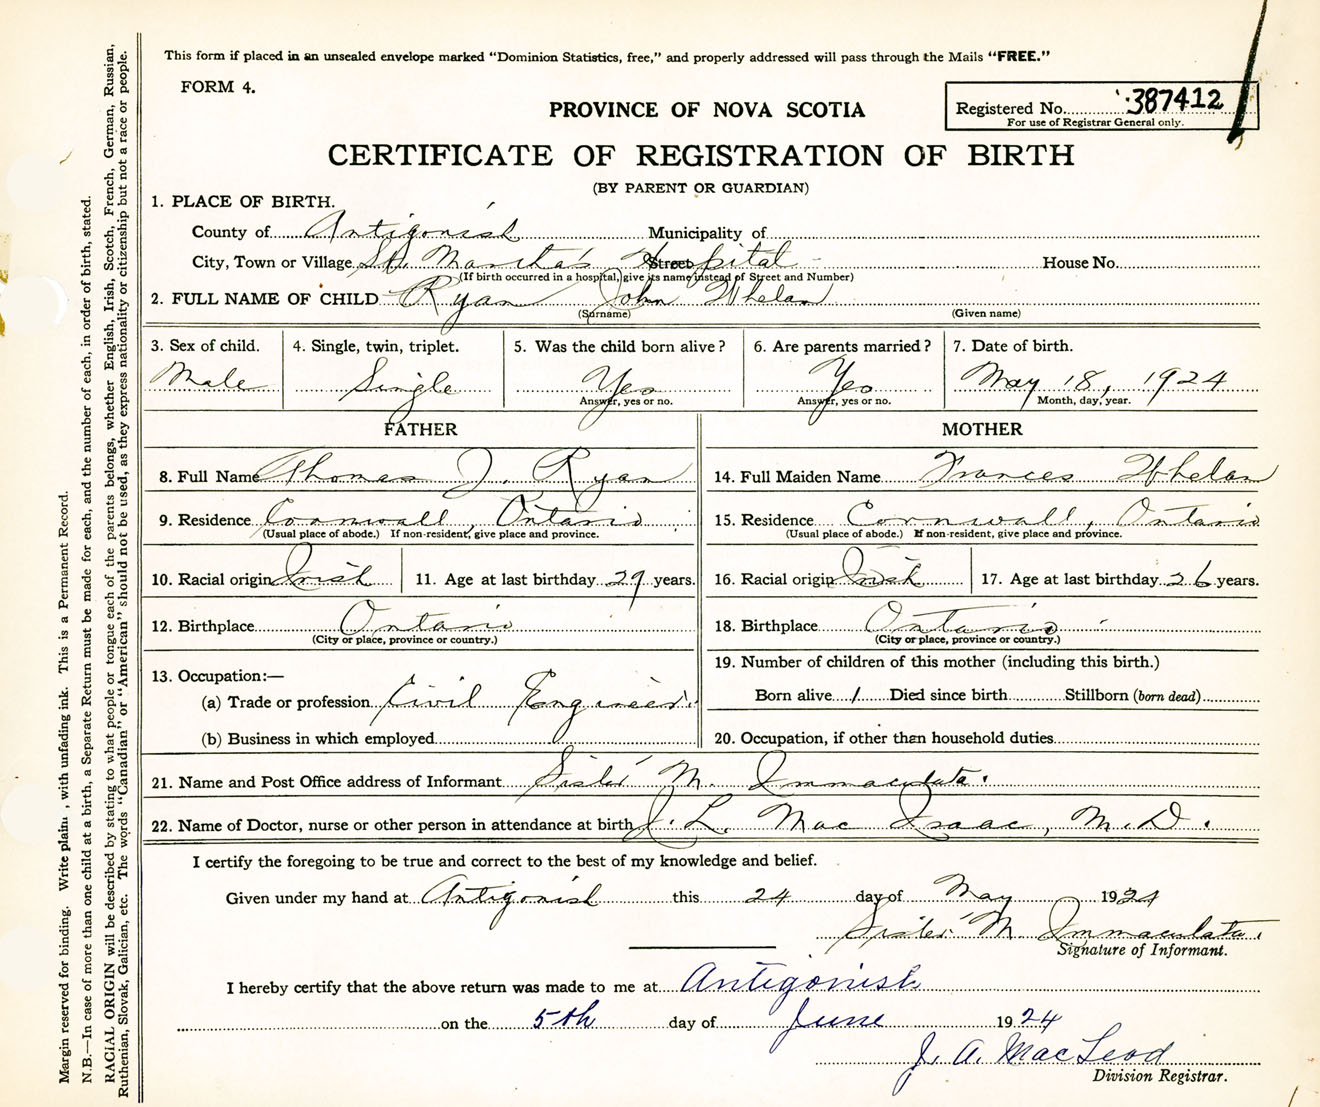 This form if placed in an unsealed envelope marked "Dominion Statistics, free," and properly addressed will pass through the Mails "FREE."
FORM 4.
PROVINCE OF NOVA SCOTIA
Registered No. 387412
For use of Registrar General only.
CERTIFICATE OF REGISTRATION OF BIRTH
(BY PARENT OR GUARDIAN)
1. PLACE OF BIRTH.
County of Antigonish Municipality of
City, Town or Village St. Martha's Hospital Street House No.
(If birth occurred in a hospital, give its name instead of Street and Number)
2. FULL NAME OF CHILD Ryan John Whelan
(Surname) (Given name)
3. Sex of child. 4. Single, twin, triplet. 5. Was the child born alive? 6. Are parents married? 7. Date of birth.
Male Single Yes Yes May 18, 1924
Answer, yes or no. Answer, yes or no. Month, day, year.
FATHER MOTHER
8. Full Name Thomas J. Ryan 14. Full Maiden Name Frances Whelan
9. Residence Cornwall, Ontario 15. Residence Cornwall, Ontario
(Usual place of abode.) If non-resident, give place and province. (Usual place of abode.) If non-resident, give place and province.
10. Racial origin Irish 11. Age at last birthday 29 years. 16. Racial origin Irish 17. Age at last birthday 26 years.
12. Birthplace Ontario 18. Birthplace Ontario
(City or place, province or country.) (City or place, province or country.)
13. Occupation:— 19. Number of children of this mother (including this birth.)
(a) Trade or profession Civil Engineer. Born alive 1 Died since birth Stillborn (born dead)
(b) Business in which employed 20. Occupation, if other than household duties
21. Name and Post Office address of Informant Sister M. Immaculata.
22. Name of Doctor, nurse or other person in attendance at birth J. L. Mac Isaac, M.D.
I certify the foregoing to be true and correct to the best of my knowledge and belief.
Given under my hand at Antigonish this 24 day of May 1924
Sister M Immaculata.
Signature of Informant.
I hereby certify that the above return was made to me at Antigonish
on the 5th day of June 1924
J. A. MacLeod
Division Registrar.
Margin reserved for binding. Write plainly, with unfading ink. This is a Permanent Record.
N.B.—In case of more than one child at a birth, a Separate Return must be made for each, and the number of each, in order of birth, stated.
RACIAL ORIGIN will be described by stating to what people or tongue each of the parents belongs, whether English, Irish, Scotch, French, German, Russian,
Ruthenian, Slovak, Galician, etc. The words "Canadian" or "American" should not be used, as they express nationality or citizenship but not a race or people.